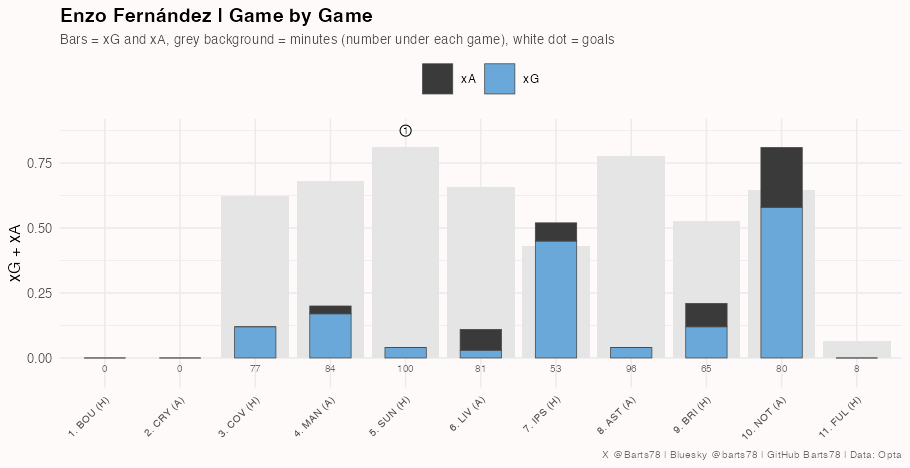 Enzo Fernández | Game by Game
Bars = xG and xA, grey background = minutes (number under each game), white dot = goals
xA xG
1
xG + xA
0.75
0.50
0.25
0.00
0 0 77 84 100 81 53 96 65 80 8
1. BOU (H) 2. CRY (A) 3. COV (H) 4. MAN (A) 5. SUN (H) 6. LIV (A) 7. IPS (H) 8. AST (A) 9. BRI (H) 10. NOT (A) 11. FUL (H)
X @Barts78 | Bluesky @barts78 | GitHub Barts78 | Data: Opta